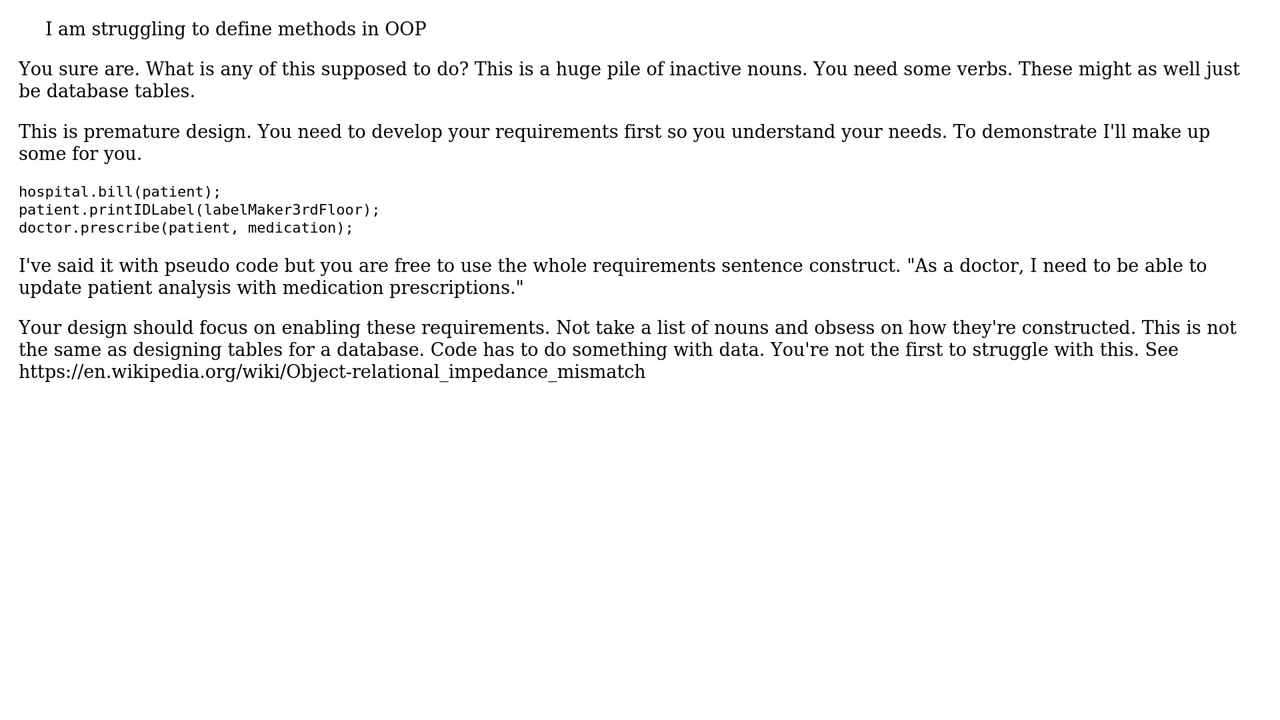 I am struggling to define methods in OOP
You sure are. What is any of this supposed to do? This is a huge pile of inactive nouns. You need some verbs. These might as well just
be database tables.
This is premature design. You need to develop your requirements first so you understand your needs. To demonstrate I'll make up
some for you.
hospital.bill(patient);
patient.printIDLabel(labelMaker3rdFloor);
doctor.prescribe(patient, medication);
I've said it with pseudo code but you are free to use the whole requirements sentence construct. "As a doctor, I need to be able to
update patient analysis with medication prescriptions."
Your design should focus on enabling these requirements. Not take a list of nouns and obsess on how they're constructed. This is not
the same as designing tables for a database. Code has to do something with data. You're not the first to struggle with this. See
https://en.wikipedia.org/wiki/Object-relational_impedance_mismatch